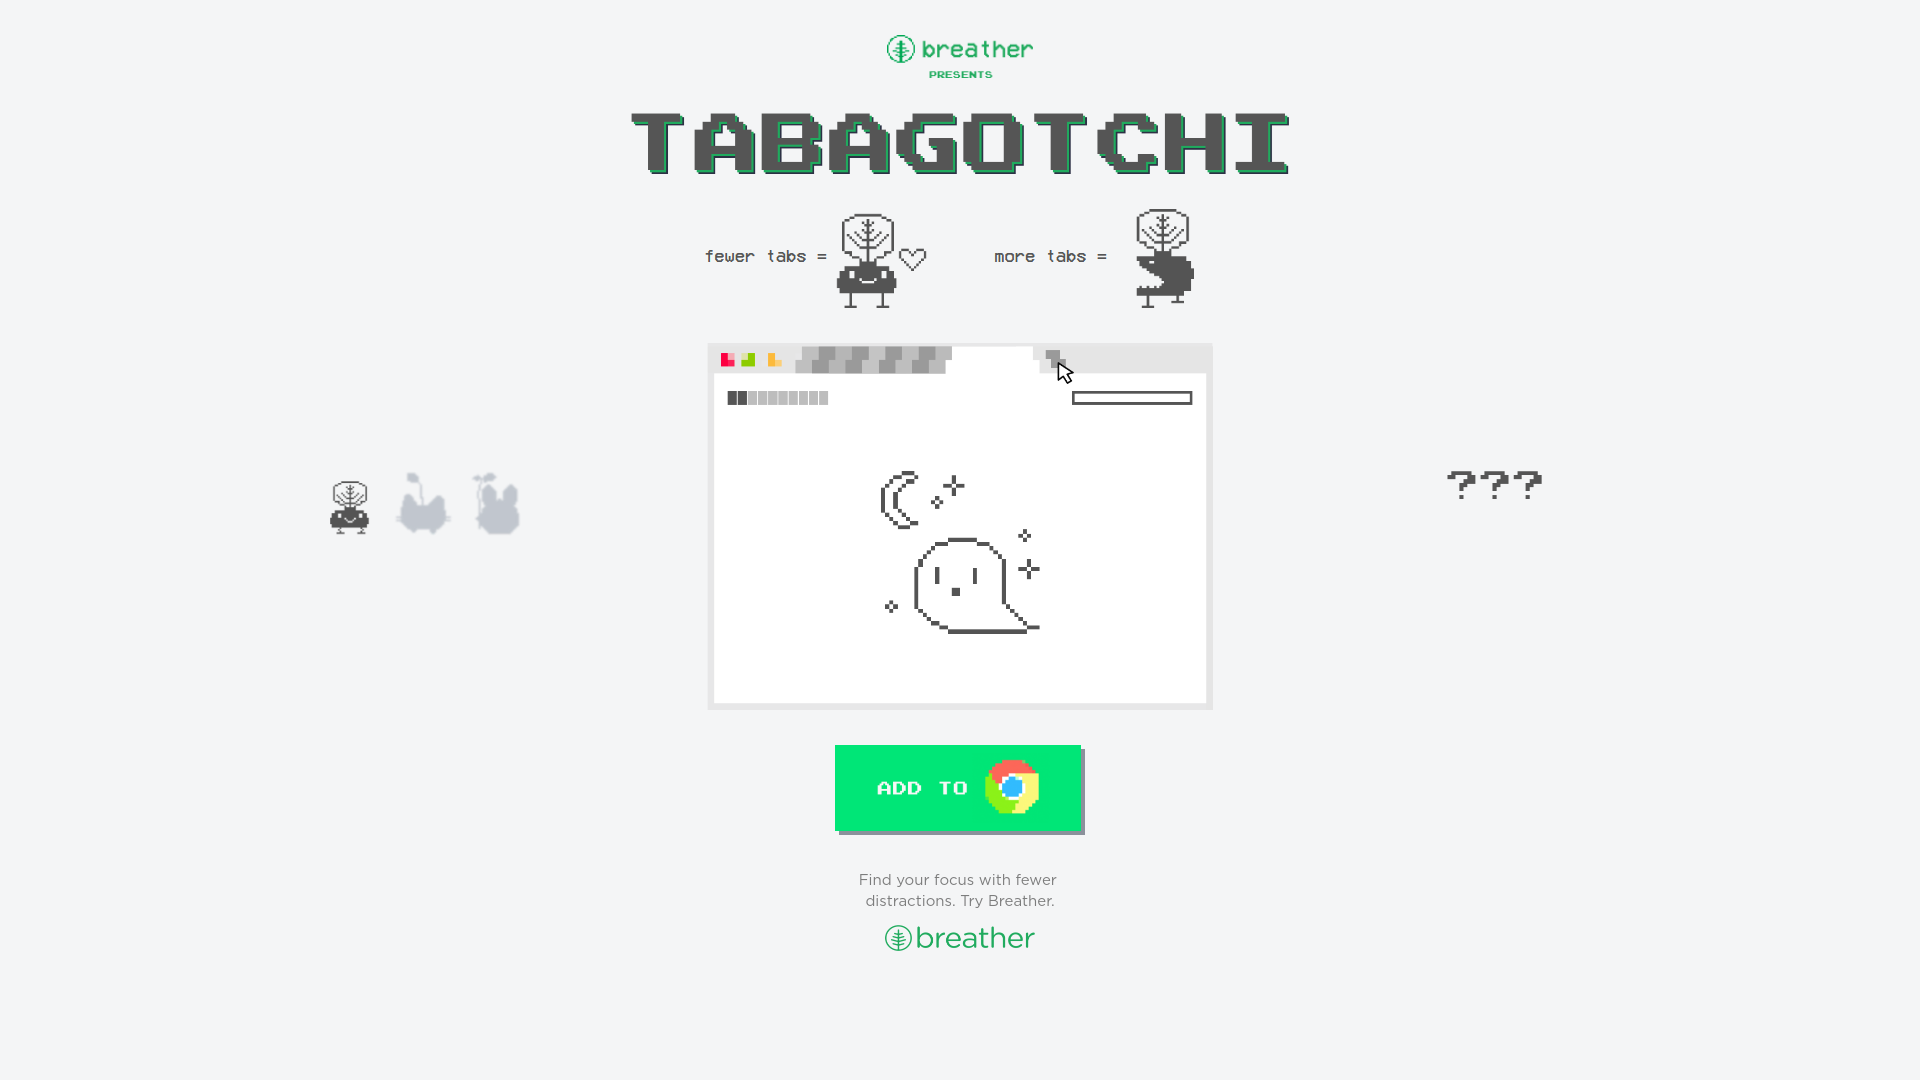 breather
PRESENTS
TABAGOTCHI
fewer tabs =
more tabs =
???
ADD TO
Find your focus with fewer
distractions. Try Breather.
breather